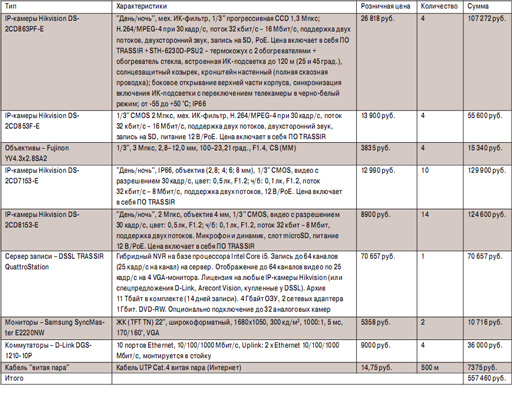 Тип Характеристики Розничная цена Количество Сумма
IP-камеры Hikvision DS-2CD863PF-E "День/ночь", мех. ИК-фильтр, 1/3" прогрессивная CCD 1,3 Мпкс; 26 818 руб. 4 107 272 руб.
H.264/MPEG-4 при 30 кадр/с, поток 32 кбит/с – 16 Мбит/с, поддержка двух
потоков, двухсторонний звук, запись на SD, PoE. Цена включает в себя ПО
TRASSIR + STH-6230D-PSU2 – термокожух с 2 обогревателями +
обогреватель стекла, встроенная ИК-подсветка до 120 м (25 и 45 град.),
солнцезащитный козырек, кронштейн настенный (полная сквозная
проводка); боковое открывание верхней части корпуса, синхронизация
включения ИК-подсветки с переключением телекамеры в черно-белый
режим; от -55 до +50 °С; IP66
IP-камеры Hikvision DS-2CD853F-E 1/3" CMOS 2 Мпкс, мех. ИК-фильтр, H.264/MPEG-4 при 30 кадр/с, поток 13 900 руб. 4 55 600 руб.
32 кбит/с – 16 Мбит/с, поддержка двух потоков, двухсторонний звук,
запись на SD, питание 12 В/PoE. Цена включает в себя ПО TRASSIR
Объективы – Fujinon YV4.3x2.8SA2 1/3", 3 Мпкс, 2,8– 12,0 мм, 100–23,21 град., F1.4, CS (MM) 3835 руб. 4 15 340 руб.
IP-камеры Hikvision DS-2CD7153-E "День/ночь", IP66, объектив (2,8; 4; 6; 8 мм), 1/3" CMOS, видео с 12 990 руб. 10 129 900 руб.
разрешением 30 кадр/с, цвет: 0,5 лк, F1.2; ч/б: 0,1 лк, F1.2, поток
32 кбит/с – 8 Мбит/с, поддержка двух потоков, 12 В/PoE. Цена включает
в себя ПО TRASSIR
IP-камеры Hikvision DS-2CD8153-E "День/ночь", 2 Мпкс, объектив 4 мм, 1/3" CMOS, видео с разрешением 8900 руб. 14 124 600 руб.
30 кадр/с, цвет: 0,5 лк, F1.2; ч/б: 0,1 лк, F1.2, поток 32 кбит – 8 Мбит,
поддержка двух потоков. Микрофон и динамик, слот microSD, питание
12 В/PoE. Цена включает в себя ПО TRASSIR
Сервер записи – DSSL TRASSIR QuattroStation Гибридный NVR на базе процессора Intel Core i5. Запись до 64 каналов 70 657 руб. 1 70 657 руб.
(25 кадр/с на канал) на сервер. Отображение до 64 каналов видео по 25
кадр/с на 4 VGA-монитора. Лицензия на любые IP-камеры Hikvision (или
спецпредложения D-Link, Arecont Vision, купленные у DSSL). Архив
11 Тбайт в комплекте (14 дней записи). 4 Гбайт ОЗУ, 2 сетевых адаптера
1 Гбит. DVD-RW. Опционально подключение до 32 аналоговых камер
Мониторы – Samsung SyncMaster E2220NW ЖК (TFT TN) 22", широкоформатный, 1680х1050, 300 кд/м², 1000:1, 5 мс, 5358 руб. 2 10 716 руб.
170/160°, VGA
Коммутаторы – D-Link DGS-1210-10P 10 портов Ethernet, 10/100/1000 Мбит/с, Uplink: 2 x Ethernet 10/100/1000 9000 руб. 4 36 000 руб.
Мбит/с, монтируется в стойку
Кабель "витая пара" Кабель UTP Cat.4 витая пара (Интернет) 14,75 руб. 500 м 7375 руб.
Итого 557 460 руб.